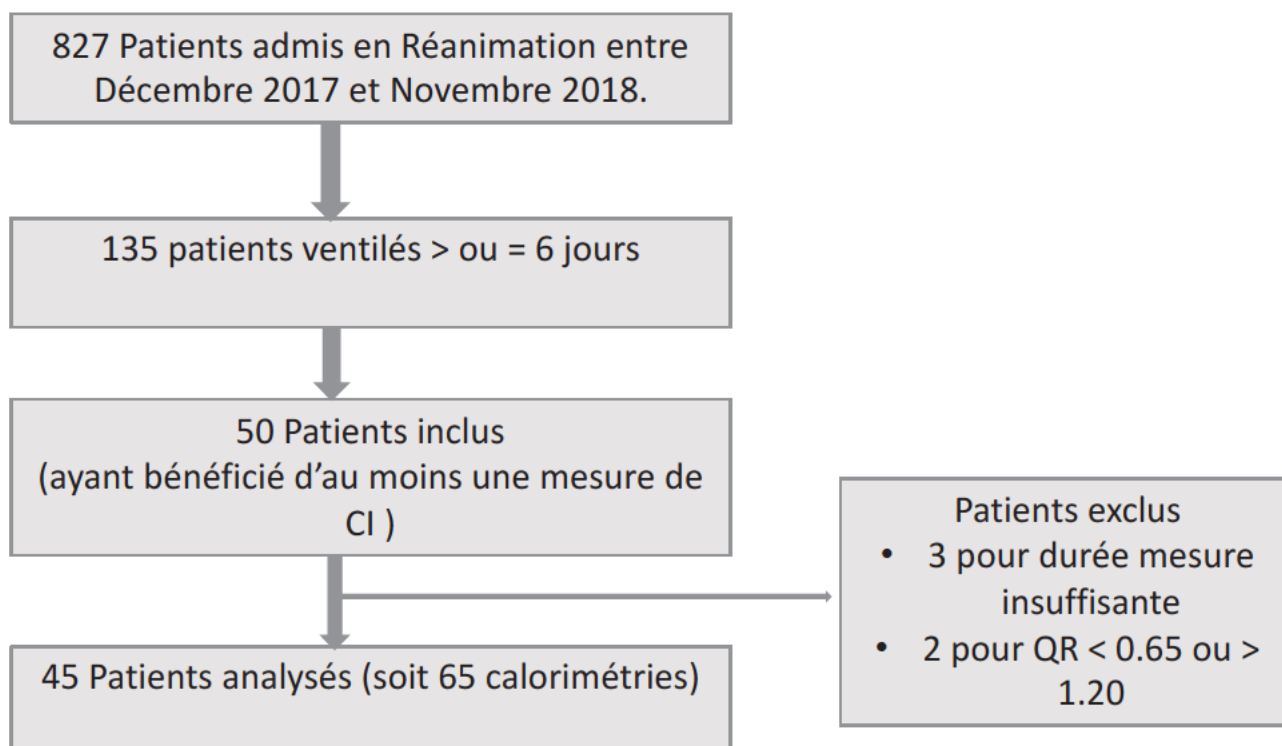 827 Patients admis en Réanimation entre
Décembre 2017 et Novembre 2018.
135 patients ventilés > ou = 6 jours
50 Patients inclus
(ayant bénéficié d'au moins une mesure de
CI )
Patients exclus
• 3 pour durée mesure
insuffisante
• 2 pour QR < 0.65 ou >
1.20
45 Patients analysés (soit 65 calorimétries)